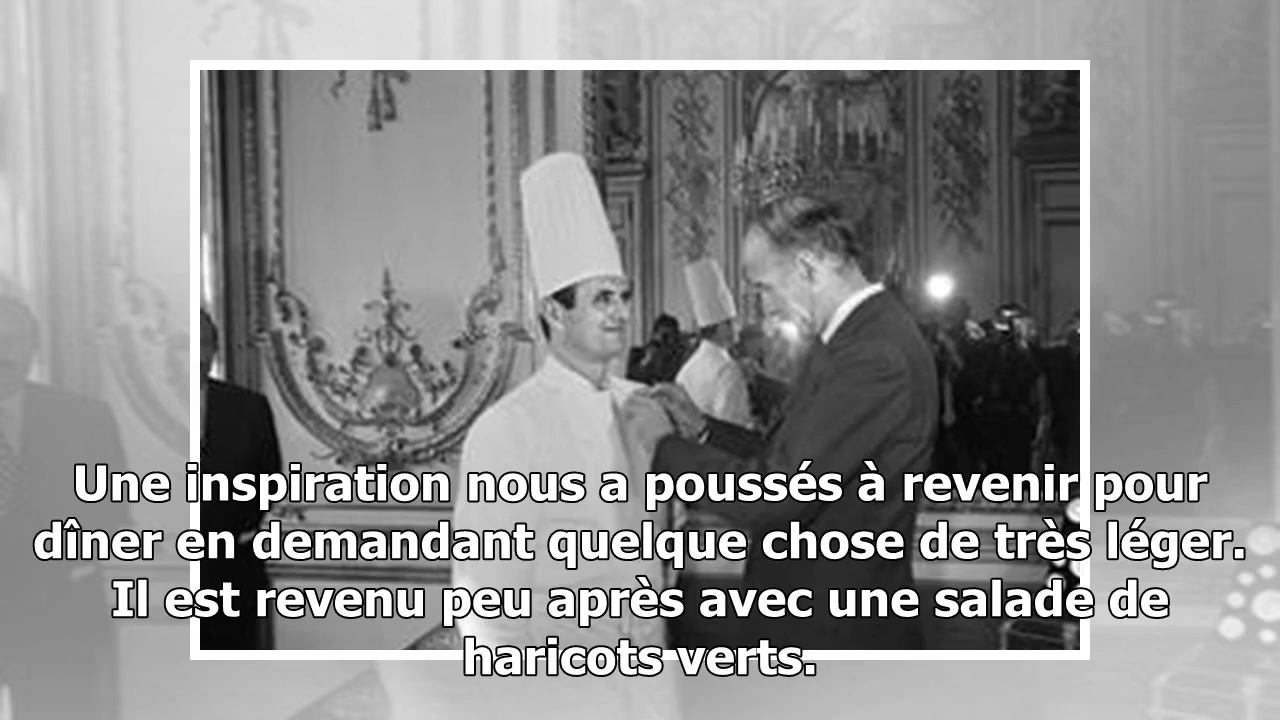 Une inspiration nous a poussés à revenir pour
dîner en demandant quelque chose de très léger.
Il est revenu peu après avec une salade de
haricots verts.